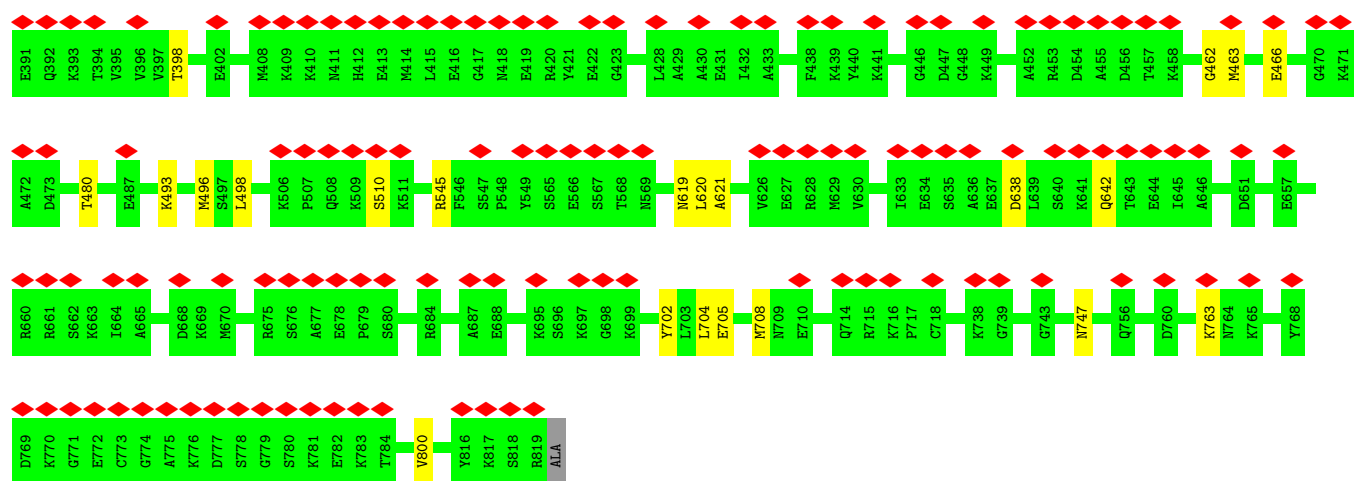 E391 Q392 K393 T394 V395 V396 V397 T398 E402 M408 K409 K410 N411 H412 E413 M414 L415 E416 G417 N418 E419 R420 Y421 E422 G423 L428 A429 A430 E431 I432 A433 F438 K439 Y440 K441 G446 D447 G448 K449 A452 R453 D454 A455 D456 T457 K458 G462 M463 E466 G470 K471
A472 D473 T480 E487 K493 M496 S497 L498 K506 P507 Q508 K509 S510 K511 R545 F546 S547 P548 Y549 S565 E566 S567 T568 N569 N619 L620 A621 V626 E627 R628 M629 V630 I633 E634 S635 A636 E637 D638 L639 S640 K641 Q642 T643 E644 I645 A646 D651 E657
R660 R661 S662 K663 I664 A665 D668 K669 M670 R675 S676 A677 E678 P679 S680 R684 A687 E688 K695 S696 K697 G698 K699 Y702 L703 L704 E705 M708 N709 E710 Q714 R715 K716 P717 C718 K738 G739 G743 N747 Q756 D760 K763 N764 K765 Y768
D769 K770 G771 E772 C773 G774 A775 K776 D777 S778 G779 S780 K781 E782 K783 T784 V800 Y816 K817 S818 R819 ALA